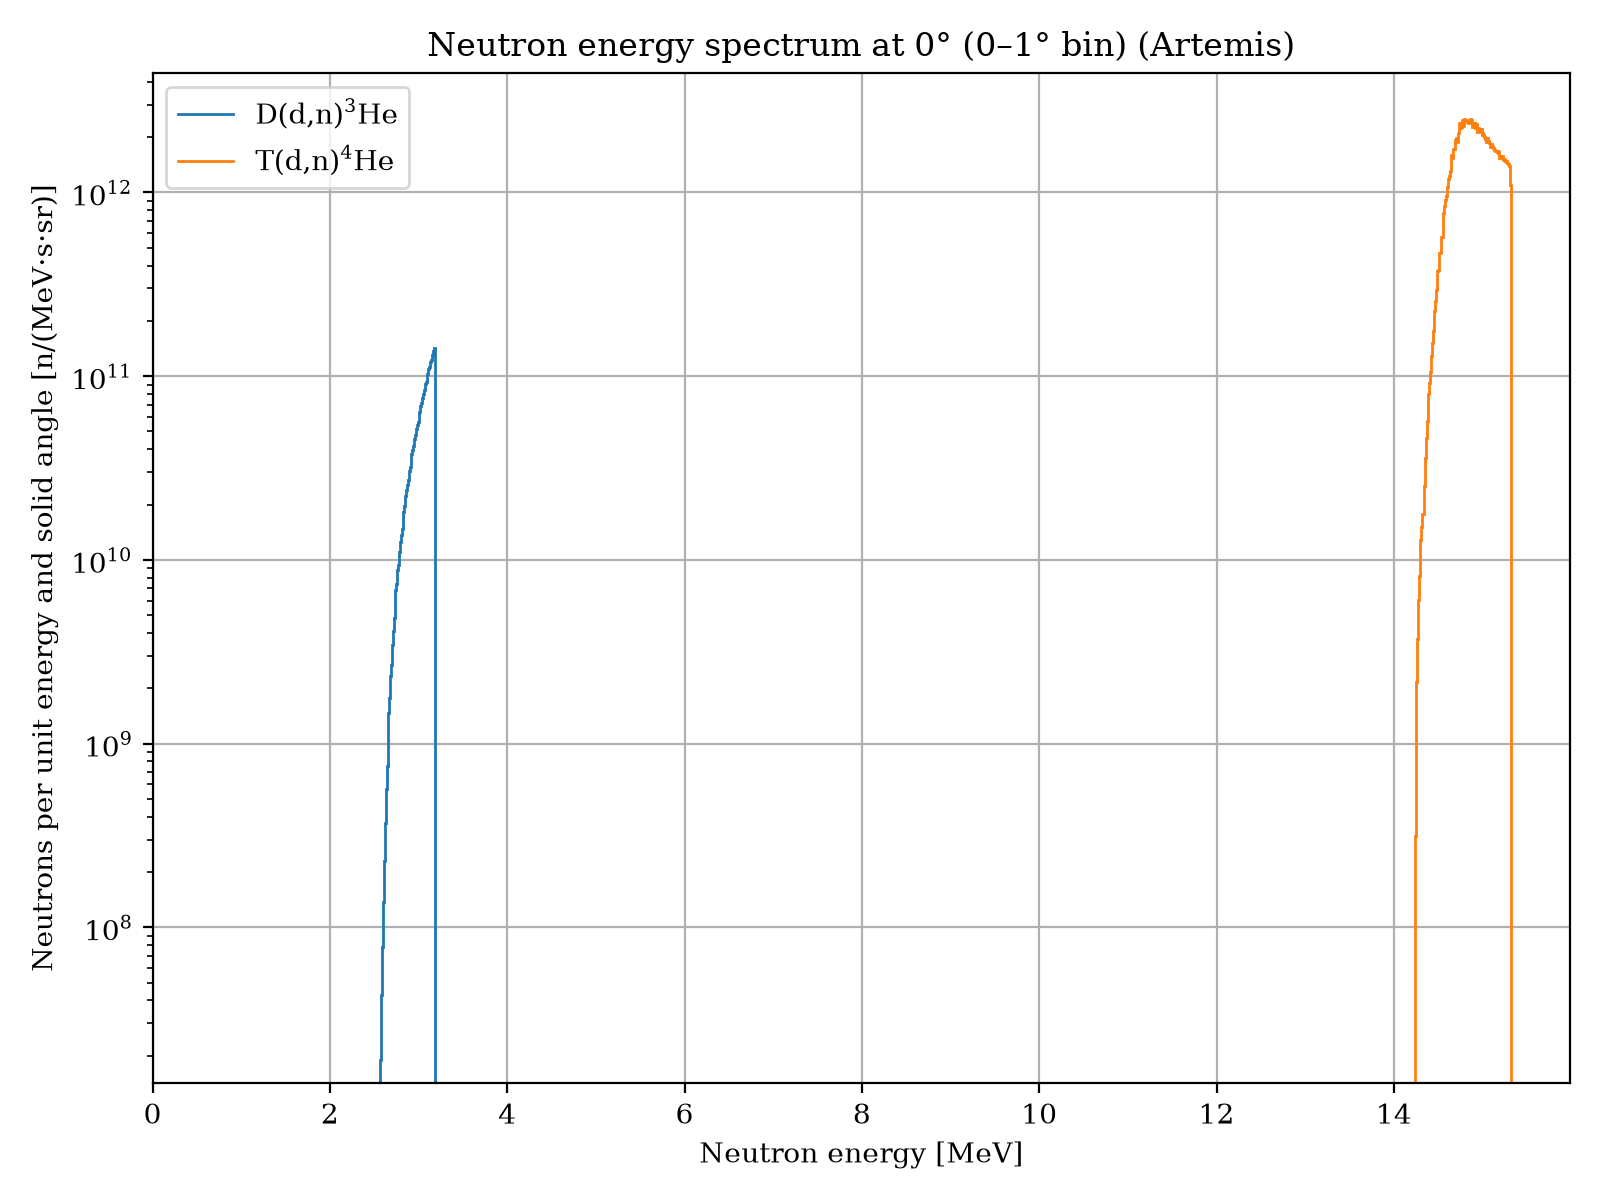 Neutron energy spectrum at 0° (0–1° bin) (Artemis)
D(d,n)³He
T(d,n)⁴He
Neutrons per unit energy and solid angle [n/(MeV·s·sr)]
10¹²
10¹¹
10¹⁰
10⁹
10⁸
0 2 4 6 8 10 12 14
Neutron energy [MeV]